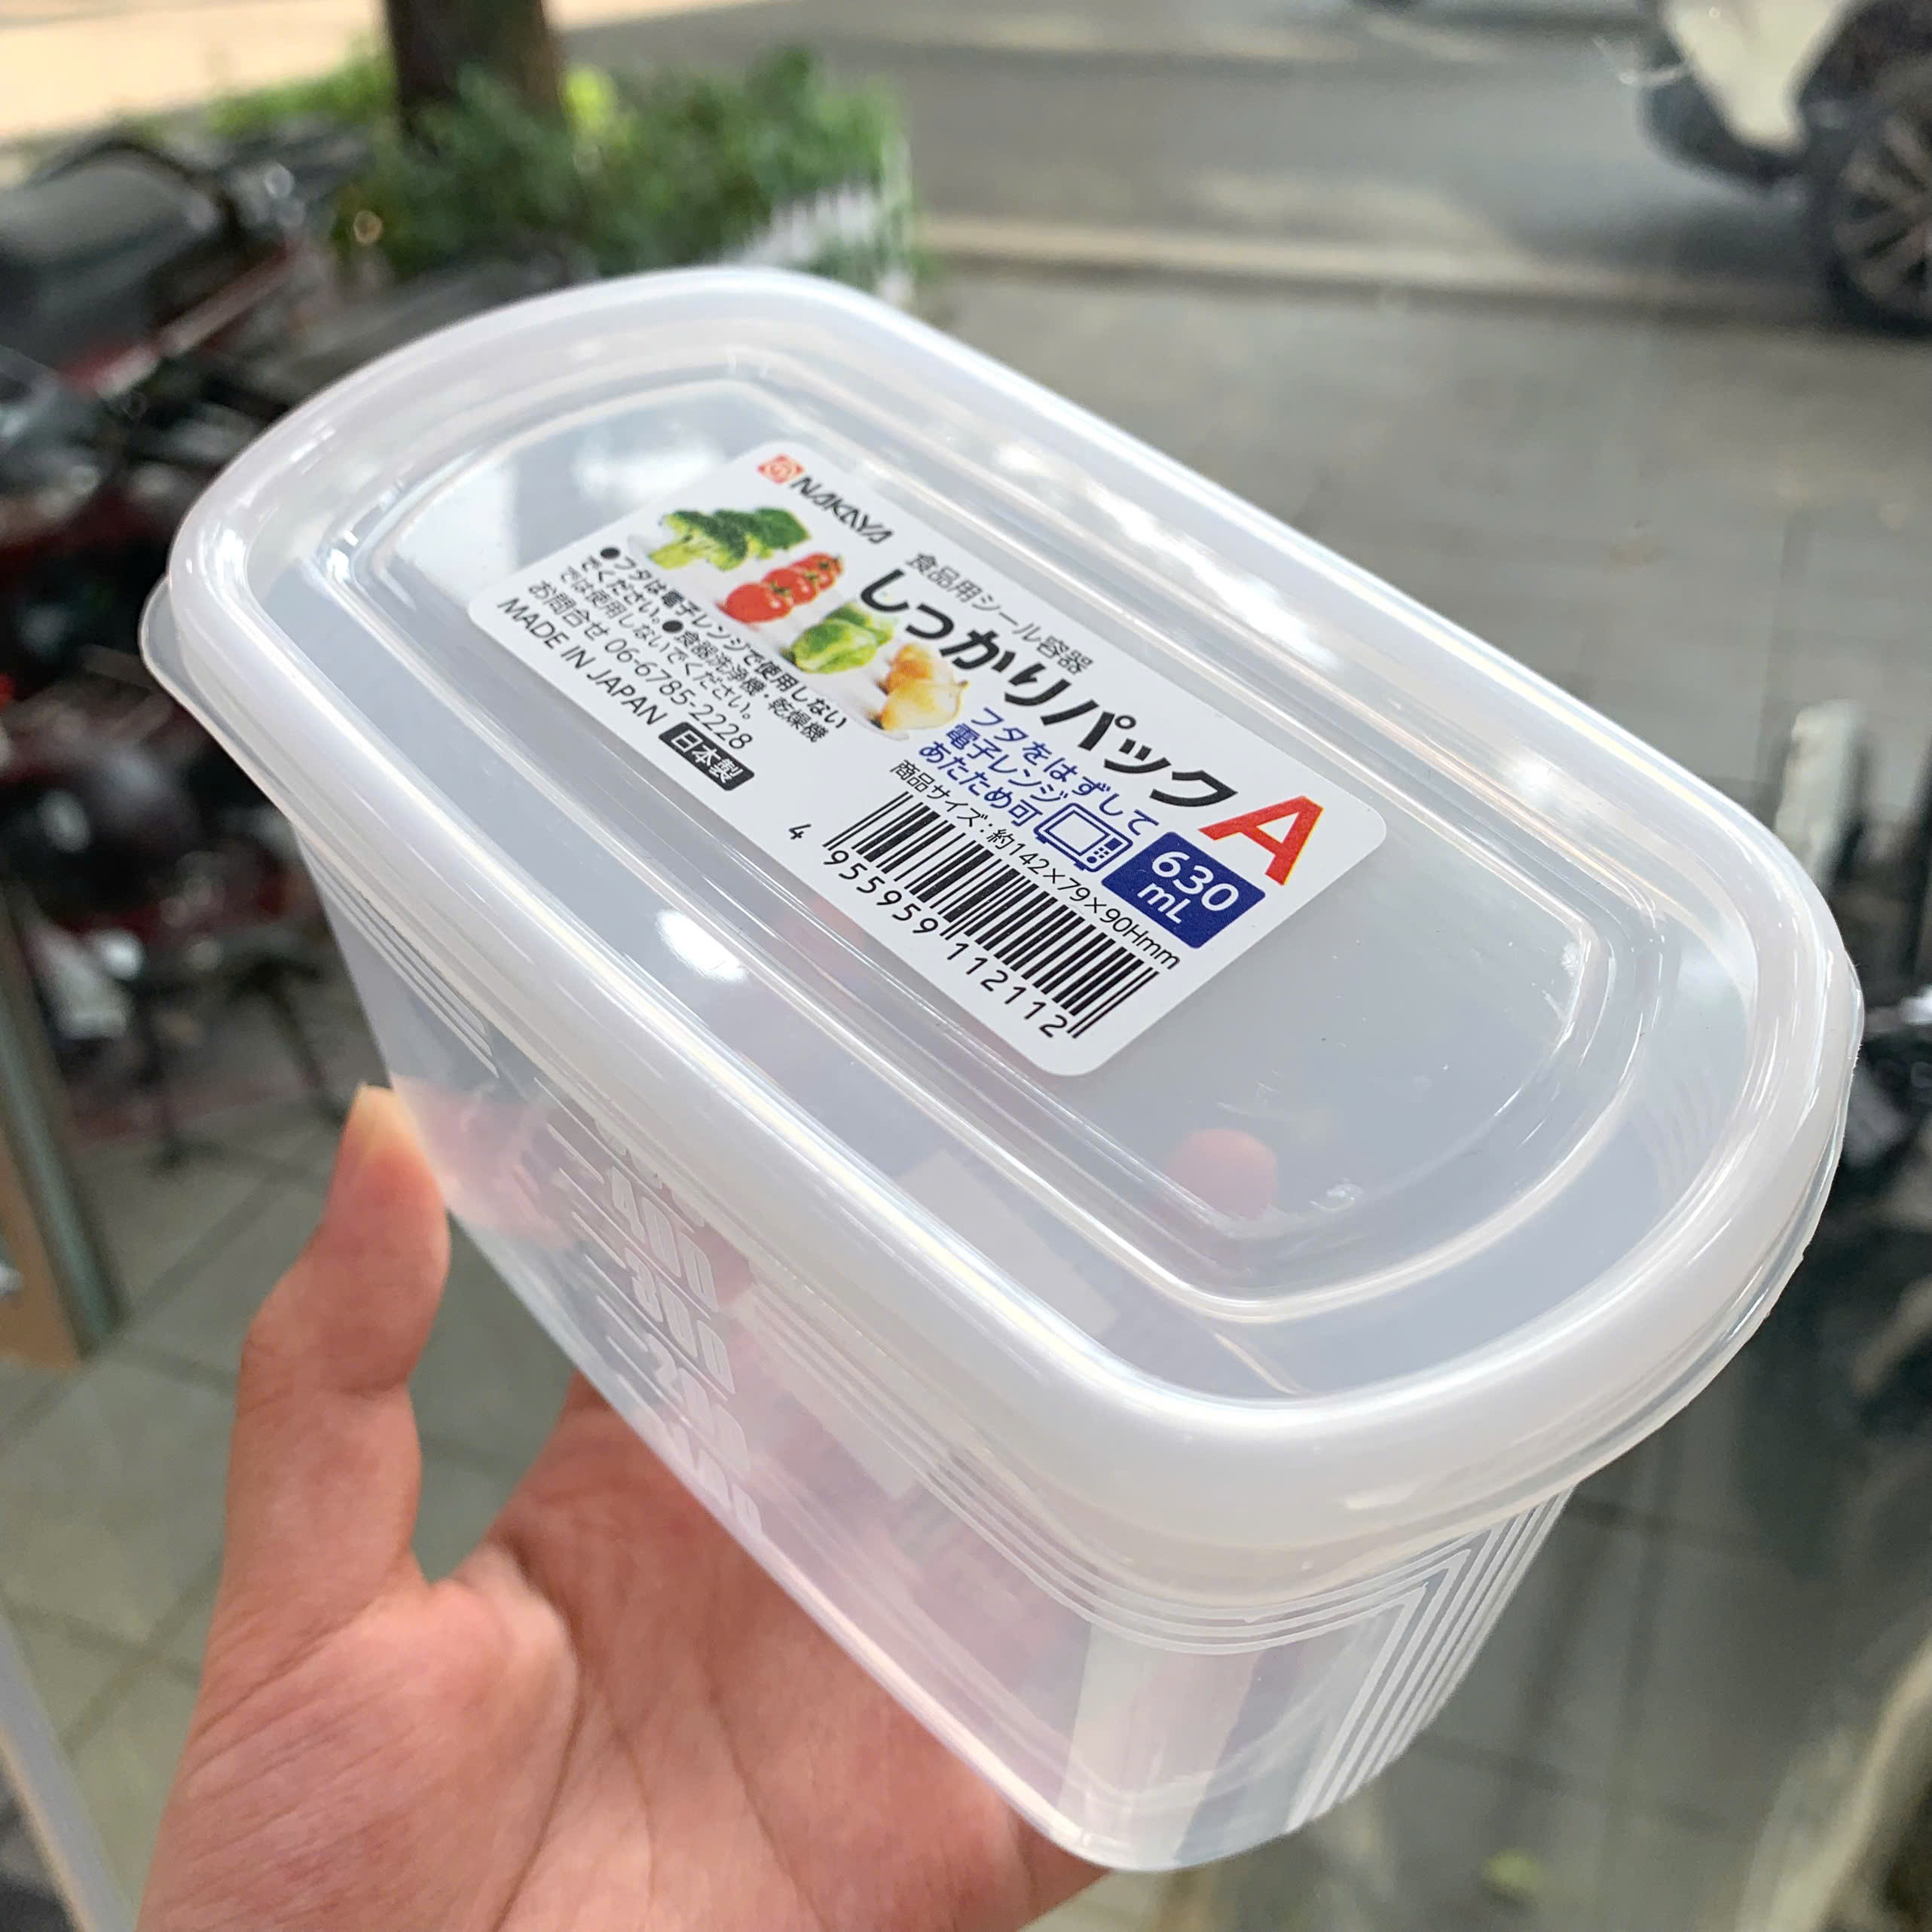 NAKAYA
食品用シール容器
しっかりパックA
フタをはずして
電子レンジ
あたため可
630
mL
●フタは電子レンジで使用しない
でください。●食器洗浄機・乾燥機
では使用しないでください。
お問合せ 06-6785-2228
MADE IN JAPAN 日本製
商品サイズ：約142×79×90Hmm
4 955959 112112
400
300
200